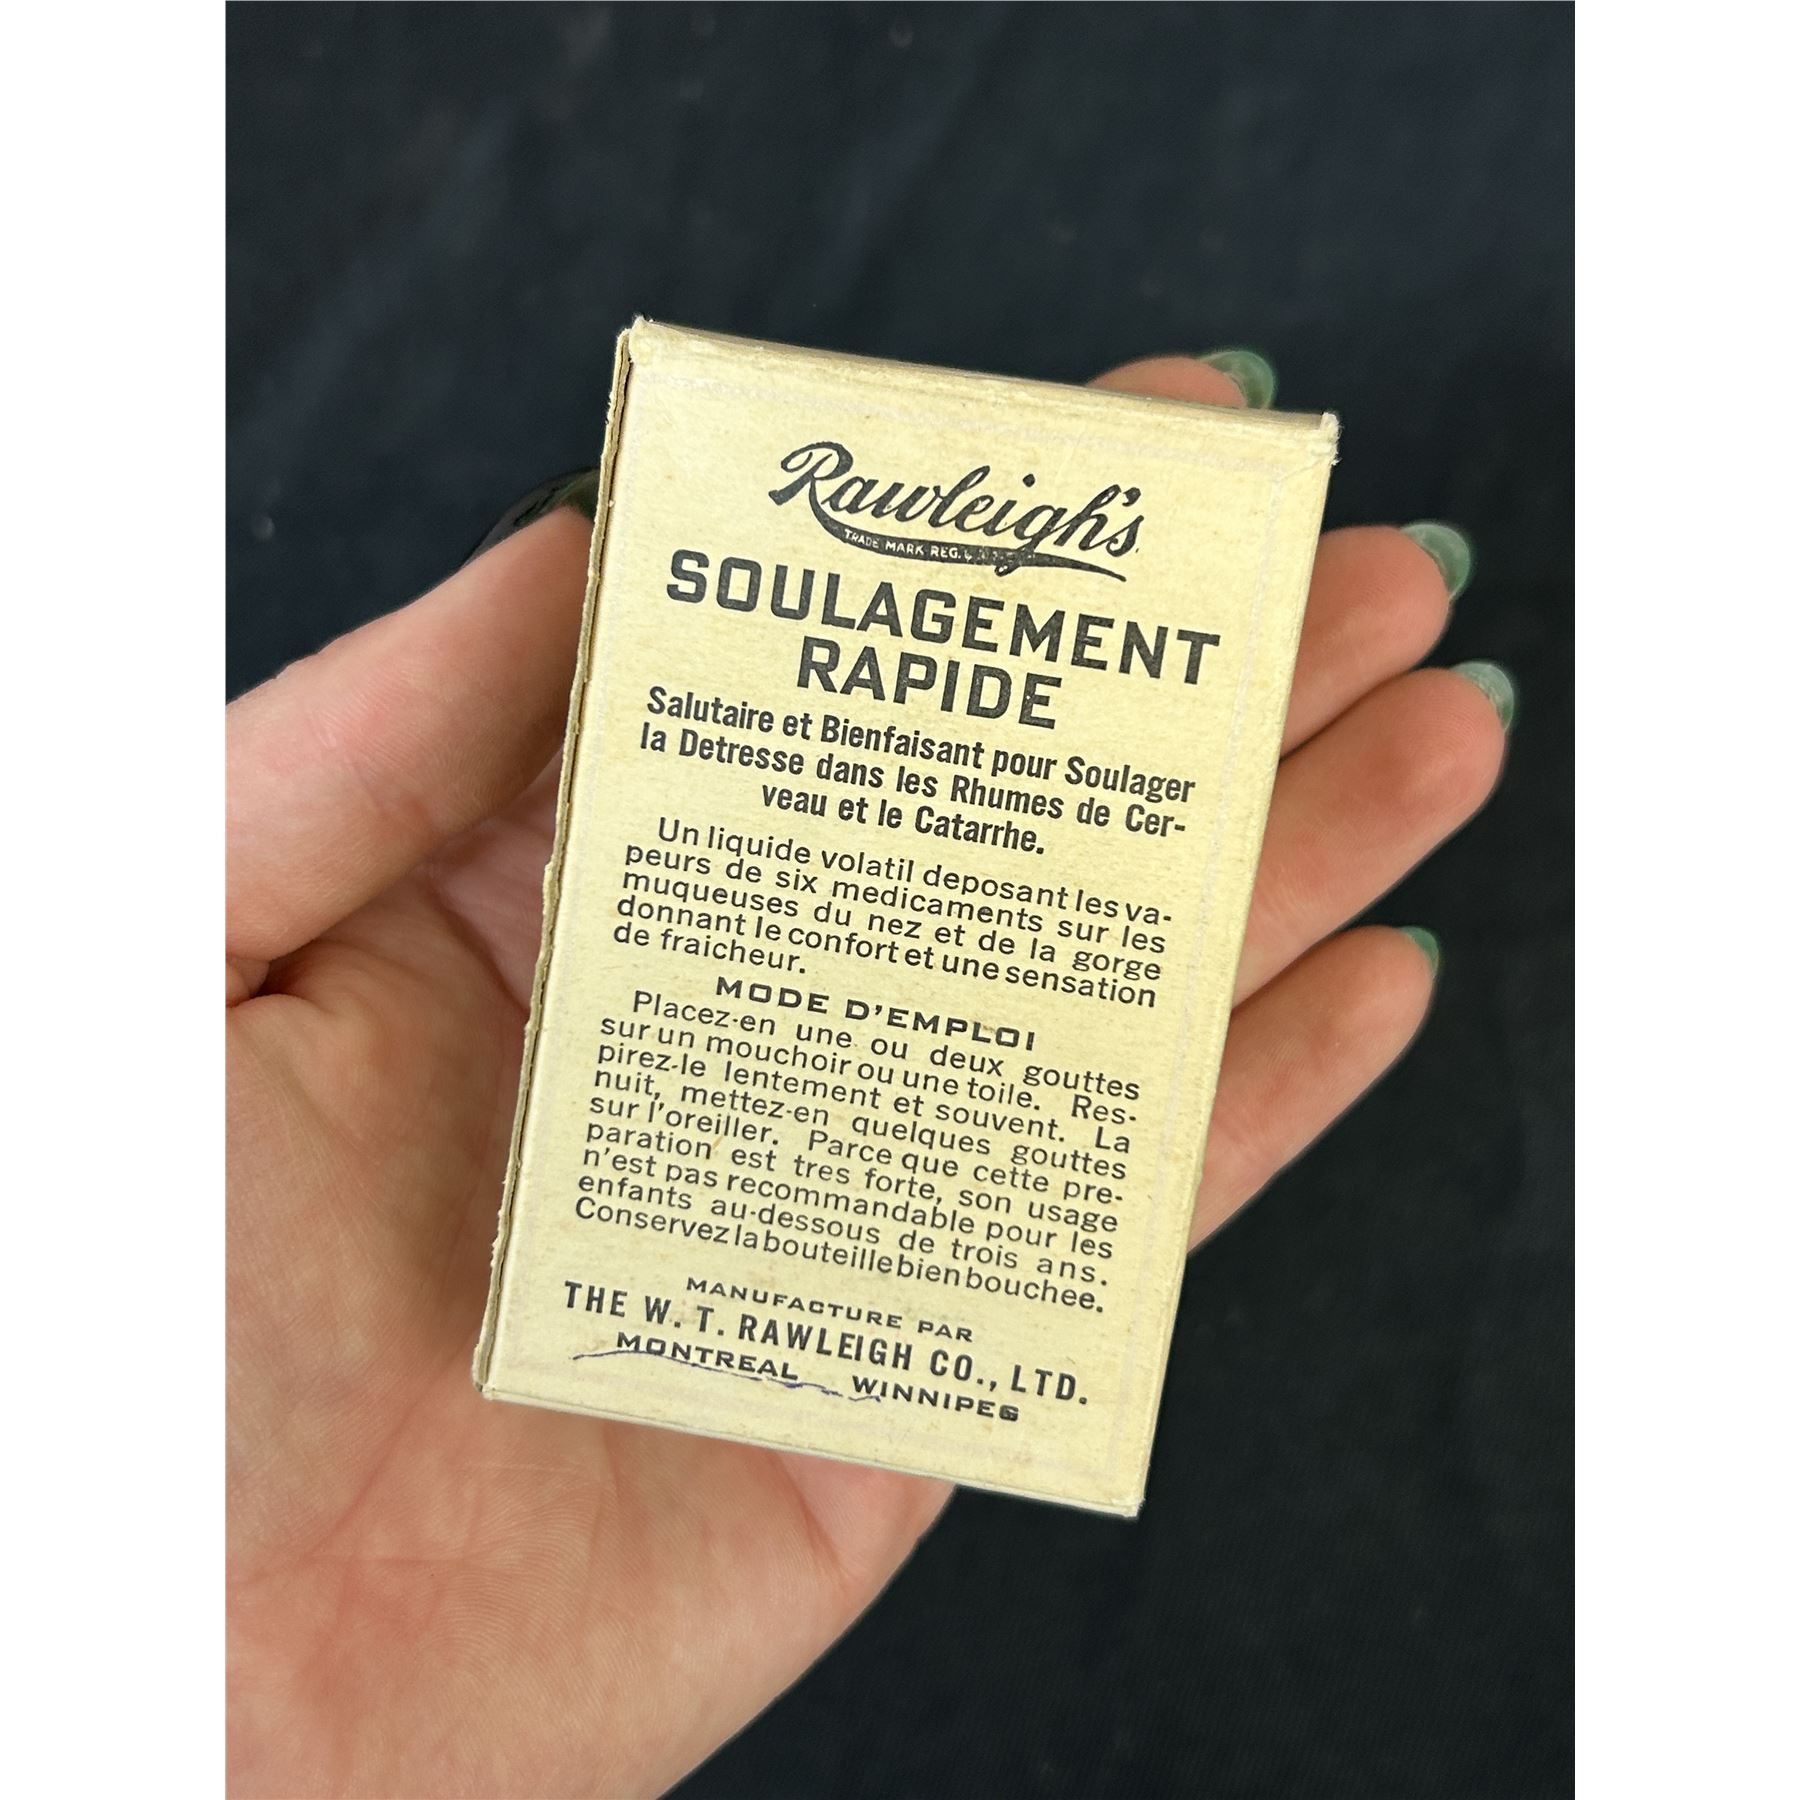 Rawleigh's
TRADE MARK REG.
SOULAGEMENT
RAPIDE
Salutaire et Bienfaisant pour Soulager
la Detresse dans les Rhumes de Cer-
veau et le Catarrhe.
Un liquide volatil deposant les va-
peurs de six medicaments sur les
muqueuses du nez et de la gorge
donnant le confort et une sensation
de fraicheur.
MODE D'EMPLOI
Placez-en une ou deux gouttes
sur un mouchoir ou une toile. Res-
pirez-le lentement et souvent. La
nuit, mettez-en quelques gouttes
sur l'oreiller. Parce que cette pre-
paration est tres forte, son usage
n'est pas recommandable pour les
enfants au-dessous de trois ans.
Conservez la bouteille bien bouchee.
MANUFACTURE PAR
THE W. T. RAWLEIGH CO., LTD.
MONTREAL WINNIPEG